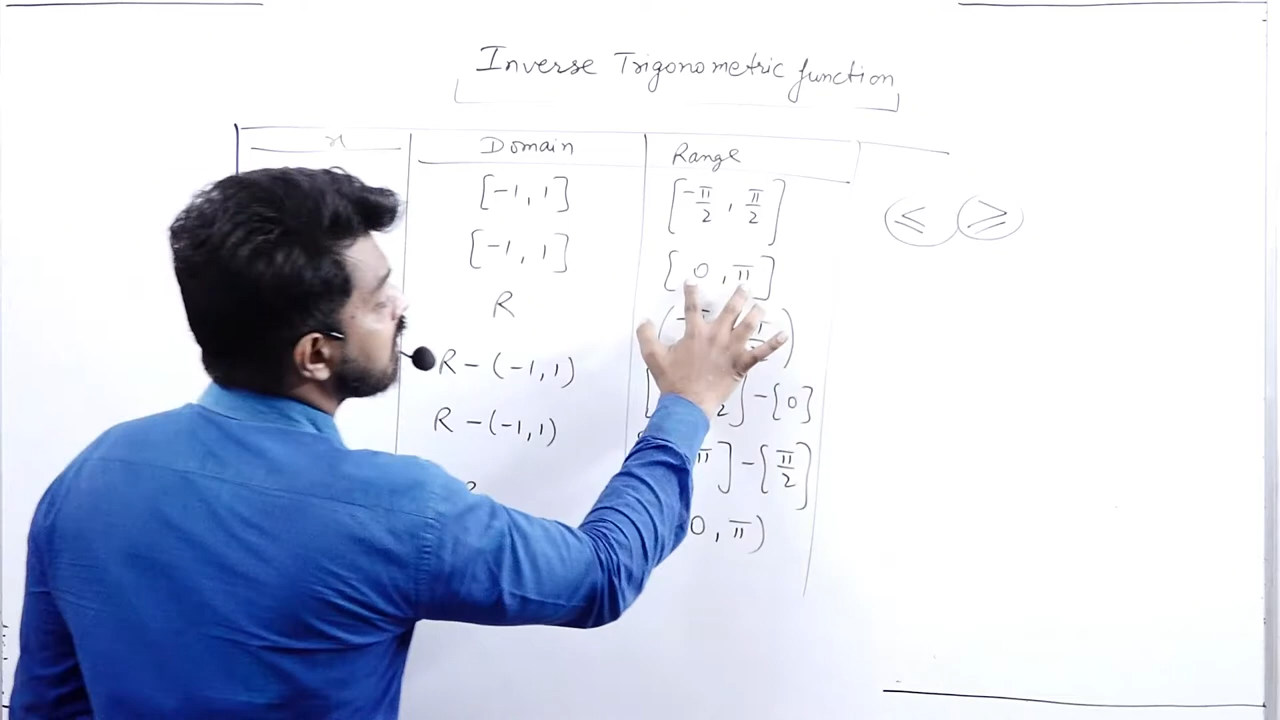 Inverse Trigonometric function
x Domain Range
[-1, 1] [-π/2, π/2]
≤ ≥
[-1, 1] [0, π]
R (-
R - (-1, 1) [ 2] - {0}
R - (-1, 1) π] - {π/2}
0, π)